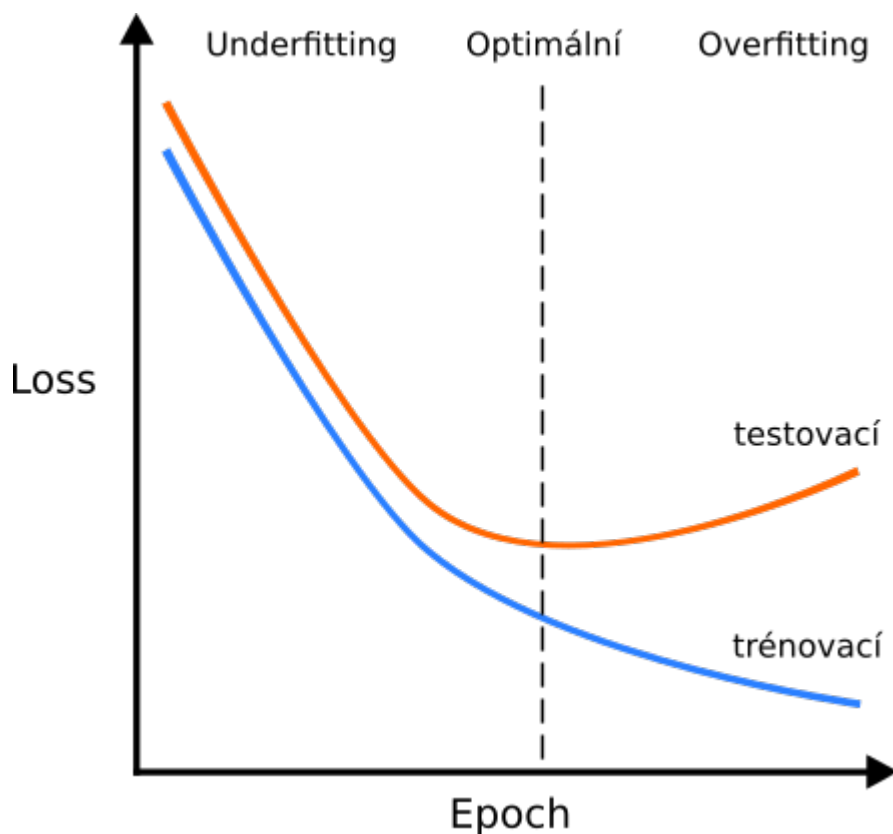 Underfitting
Optimální
Overfitting
Loss
testovací
trénovací
Epoch